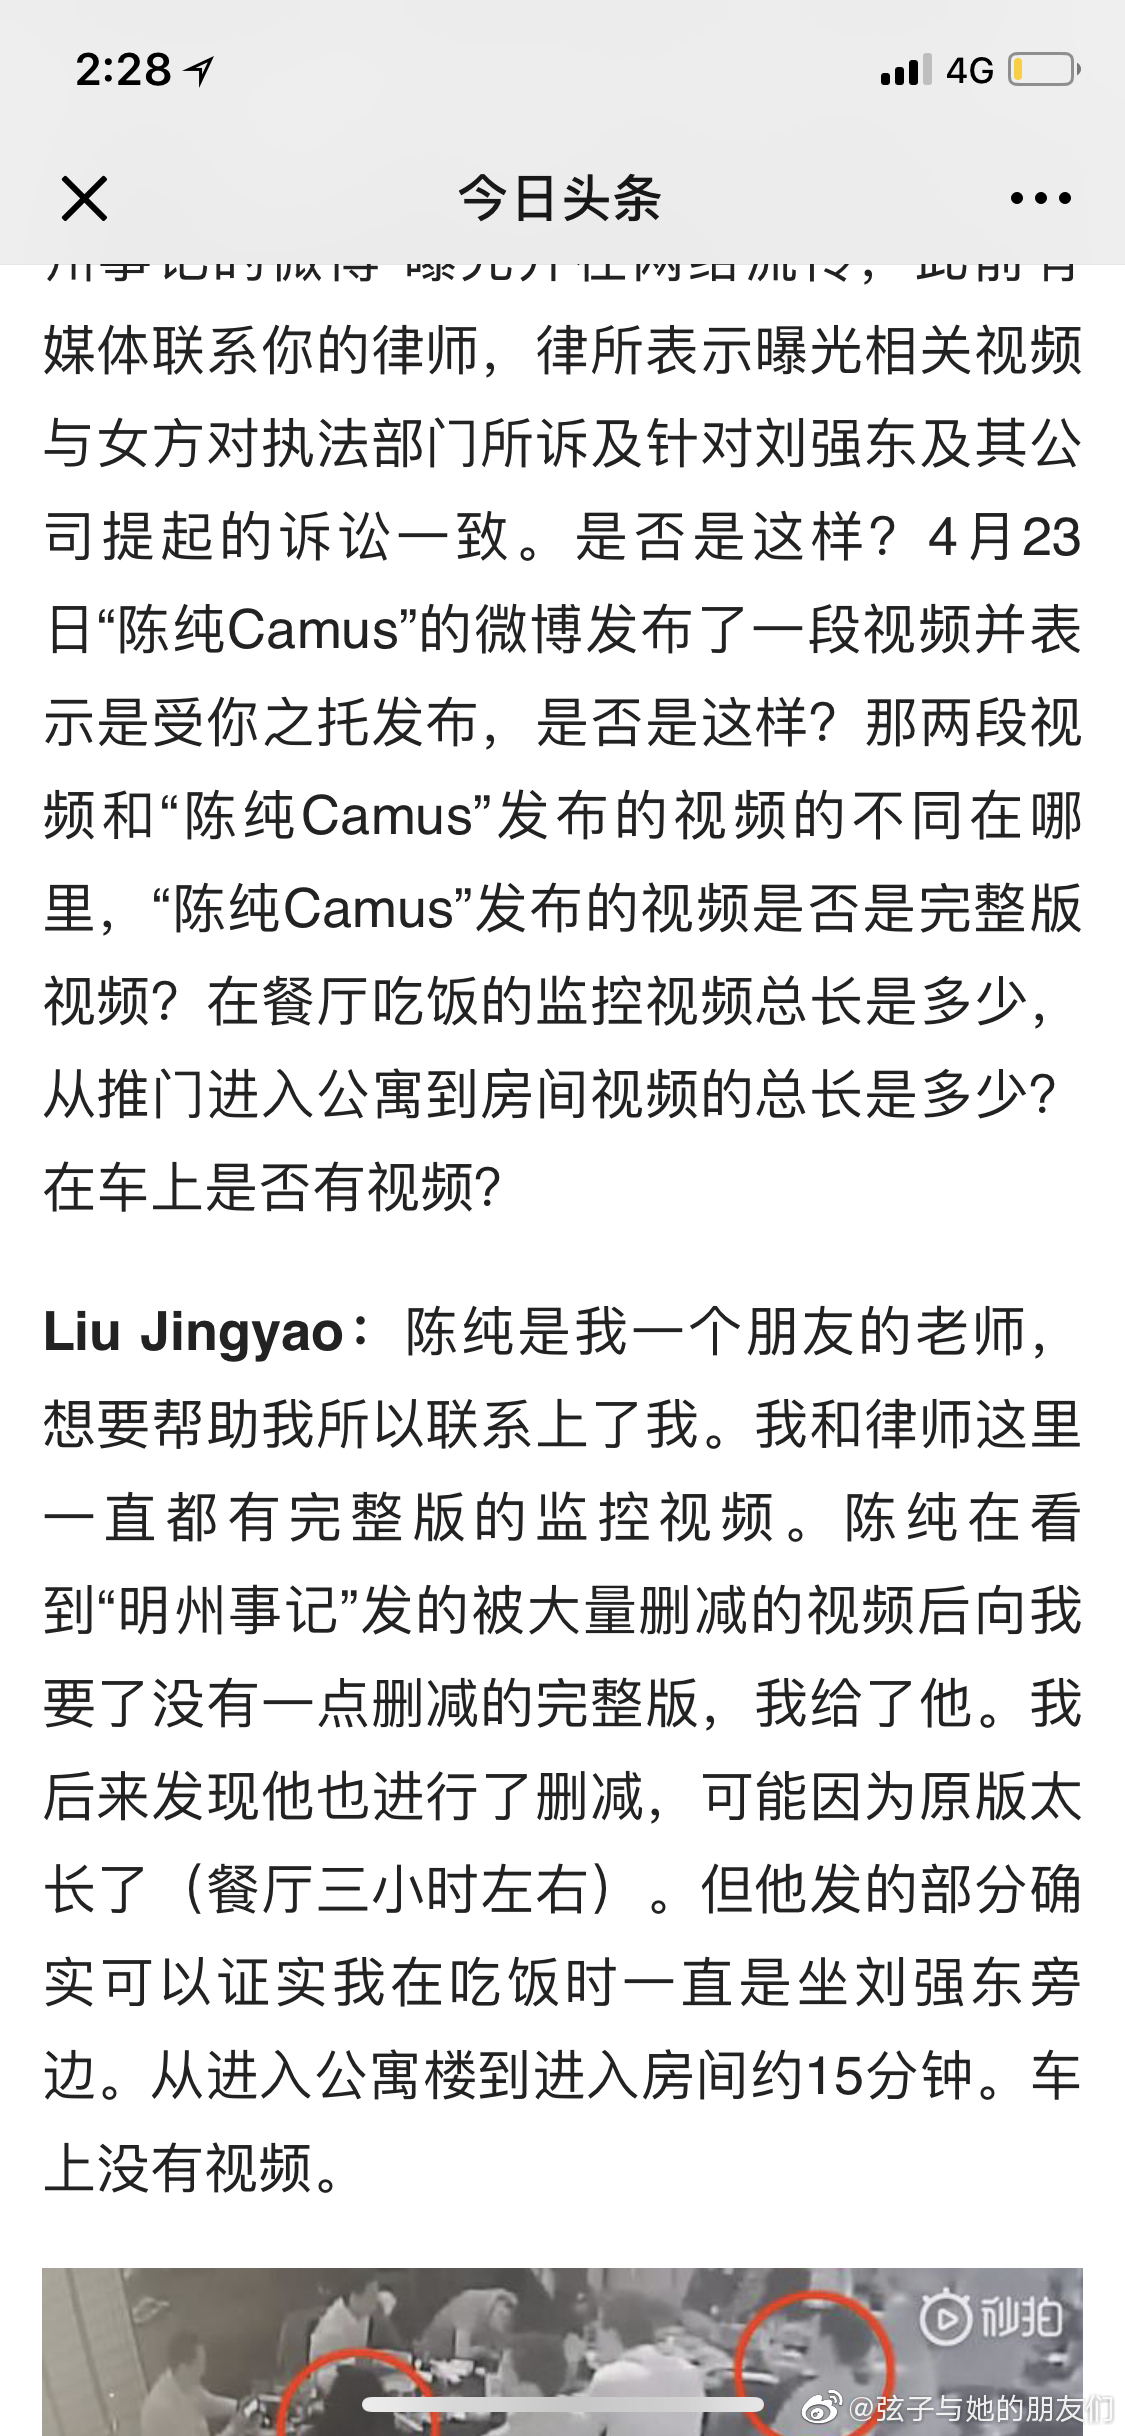 2:28
4G
今日头条
州事记的微博"曝光并在网络流传，此前有
媒体联系你的律师，律所表示曝光相关视频
与女方对执法部门所诉及针对刘强东及其公
司提起的诉讼一致。是否是这样？4月23
日“陈纯Camus”的微博发布了一段视频并表
示是受你之托发布，是否是这样？那两段视
频和“陈纯Camus”发布的视频的不同在哪
里，“陈纯Camus”发布的视频是否是完整版
视频？在餐厅吃饭的监控视频总长是多少，
从推门进入公寓到房间视频的总长是多少？
在车上是否有视频？
Liu Jingyao：陈纯是我一个朋友的老师，
想要帮助我所以联系上了我。我和律师这里
一直都有完整版的监控视频。陈纯在看
到“明州事记”发的被大量删减的视频后向我
要了没有一点删减的完整版，我给了他。我
后来发现他也进行了删减，可能因为原版太
长了（餐厅三小时左右）。但他发的部分确
实可以证实我在吃饭时一直是坐刘强东旁
边。从进入公寓楼到进入房间约15分钟。车
上没有视频。
秒拍
@弦子与她的朋友们